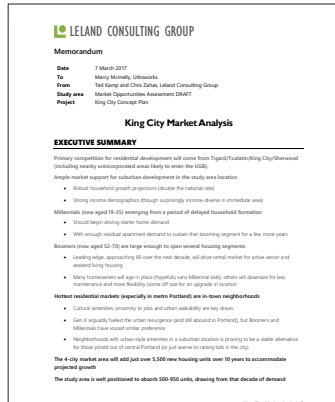 LELAND CONSULTING GROUP
Memorandum
Date 7 March 2017
To Marcy McInelly, Urbsworks
From Ted Kamp and Chris Zahas, Leland Consulting Group
Study area Market Opportunities Assessment DRAFT
Project King City Concept Plan
King City Market Analysis
EXECUTIVE SUMMARY
Primary competition for residential development will come from Tigard/Tualatin/King City/Sherwood
(including nearby unincorporated areas likely to enter the UGB).
Ample market support for suburban development in the study area location
• Robust household growth projections (double the national rate)
• Strong income demographics (though surprisingly income-diverse in immediate area)
Millennials (now aged 19-35) emerging from a period of delayed household formation
• Should begin driving starter home demand
• With enough residual apartment demand to sustain that booming segment for a few more years
Boomers (now aged 52-70) are large enough to span several housing segments
• Leading edge, approaching 80 over the next decade, will drive rental market for active senior and
assisted living housing.
• Many homeowners will age in place (hopefully sans Millennial kids); others will downsize for less
maintenance and more flexibility (some off size for an upgrade in location
Hottest residential markets (especially in metro Portland) are in-town neighborhoods
• Cultural amenities, proximity to jobs and urban walkability are key draws
• Gen X arguably fueled the urban resurgence (and still abound in Portland), but Boomers and
Millennials have voiced similar preference
• Neighborhoods with urban-style amenities in a suburban location is proving to be a viable alternative
for those priced out of central Portland (or just averse to raising kids in the city)
The 4-city market area will add just over 5,500 new housing units over 10 years to accommodate
projected growth
The study area is well positioned to absorb 500-950 units, drawing from that decade of demand